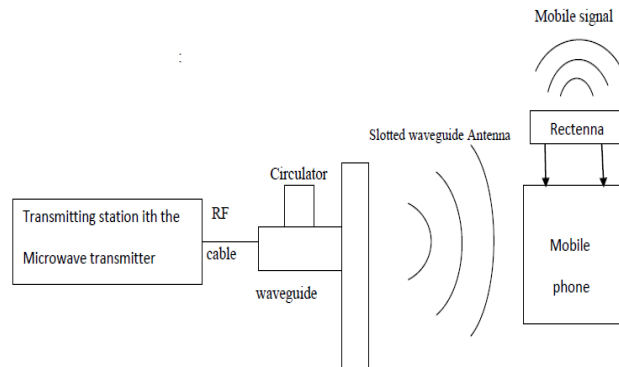 Mobile signal
:
Rectenna
Slotted waveguide Antenna
Circulator
Transmitting station ith the
Microwave transmitter
RF
cable
waveguide
Mobile
phone